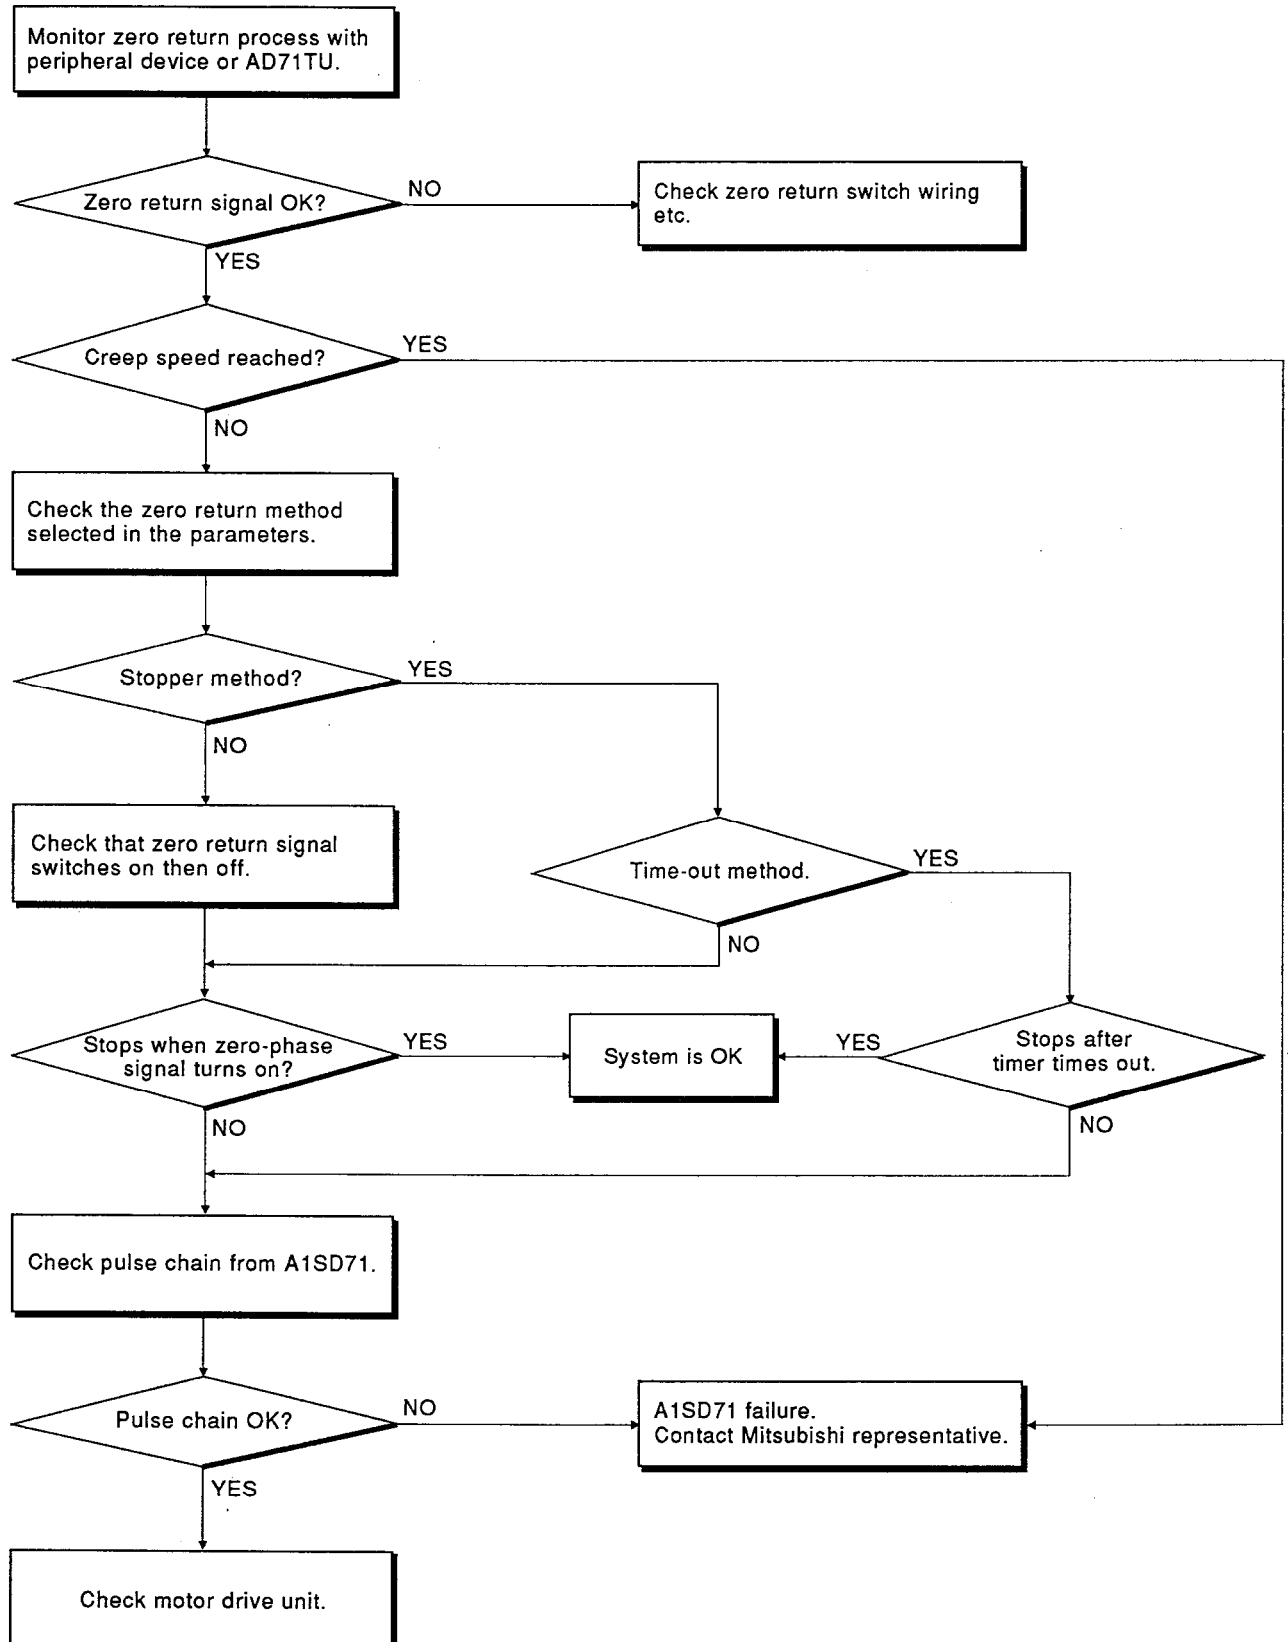 Monitor zero return process with
peripheral device or AD71TU.
Zero return signal OK?
NO
Check zero return switch wiring
etc.
YES
Creep speed reached?
YES
NO
Check the zero return method
selected in the parameters.
Stopper method?
YES
NO
Check that zero return signal
switches on then off.
Time-out method.
YES
NO
Stops when zero-phase
signal turns on?
YES
System is OK
YES
Stops after
timer times out.
NO
NO
Check pulse chain from A1SD71.
Pulse chain OK?
NO
A1SD71 failure.
Contact Mitsubishi representative.
YES
Check motor drive unit.